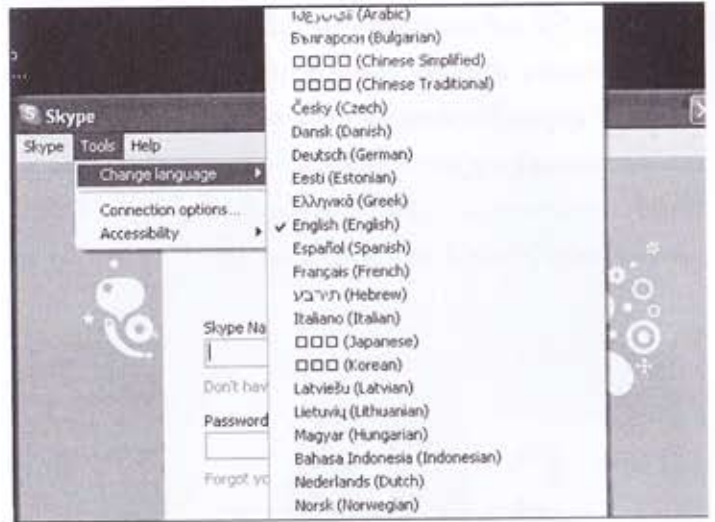 Skype
Skype Tools Help
Change language
Connection options...
Accessibility
Skype Na
Don't hav
Password
Forgot yo
(Arabic)
Български (Bulgarian)
□□□□ (Chinese Simplified)
□□□□ (Chinese Traditional)
Česky (Czech)
Dansk (Danish)
Deutsch (German)
Eesti (Estonian)
Ελληνικά (Greek)
✓ English (English)
Español (Spanish)
Français (French)
עברית (Hebrew)
Italiano (Italian)
□□□ (Japanese)
□□□ (Korean)
Latviešu (Latvian)
Lietuvių (Lithuanian)
Magyar (Hungarian)
Bahasa Indonesia (Indonesian)
Nederlands (Dutch)
Norsk (Norwegian)